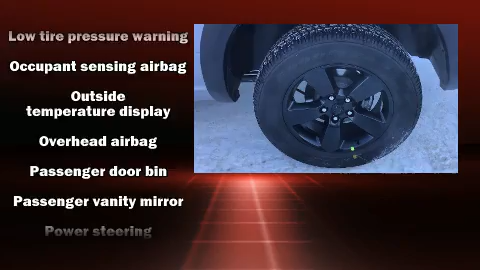 Low tire pressure warning
Occupant sensing airbag
Outside
temperature display
Overhead airbag
Passenger door bin
Passenger vanity mirror
Power steering